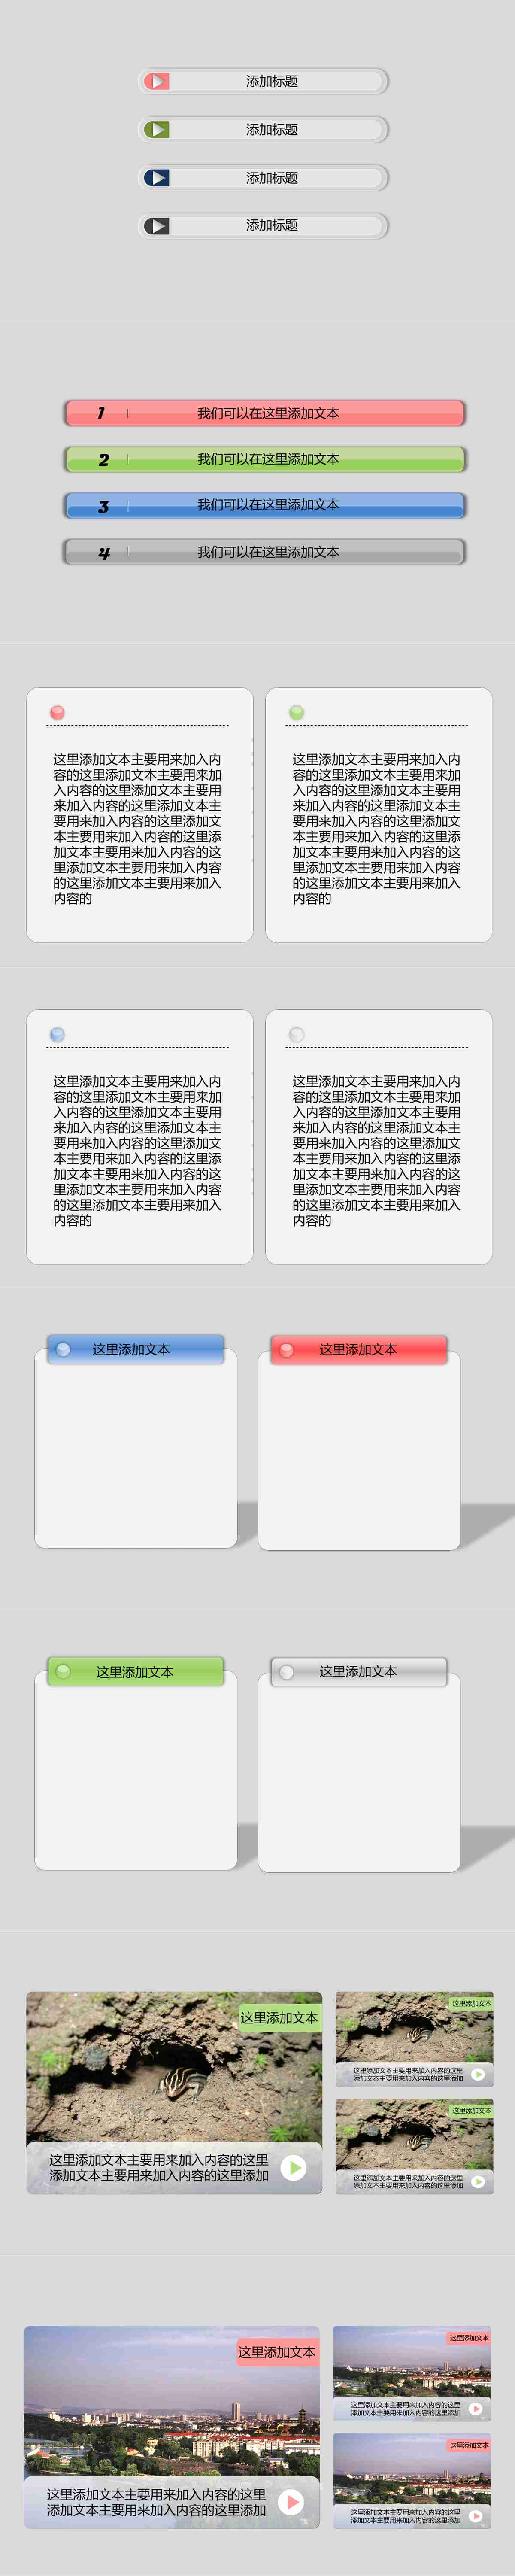 添加标题
添加标题
添加标题
添加标题
1 我们可以在这里添加文本
2 我们可以在这里添加文本
3 我们可以在这里添加文本
4 我们可以在这里添加文本
这里添加文本主要用来加入内
容的这里添加文本主要用来加
入内容的这里添加文本主要用
来加入内容的这里添加文本主
要用来加入内容的这里添加文
本主要用来加入内容的这里添
加文本主要用来加入内容的这
里添加文本主要用来加入内容
的这里添加文本主要用来加入
内容的
这里添加文本主要用来加入内
容的这里添加文本主要用来加
入内容的这里添加文本主要用
来加入内容的这里添加文本主
要用来加入内容的这里添加文
本主要用来加入内容的这里添
加文本主要用来加入内容的这
里添加文本主要用来加入内容
的这里添加文本主要用来加入
内容的
这里添加文本主要用来加入内
容的这里添加文本主要用来加
入内容的这里添加文本主要用
来加入内容的这里添加文本主
要用来加入内容的这里添加文
本主要用来加入内容的这里添
加文本主要用来加入内容的这
里添加文本主要用来加入内容
的这里添加文本主要用来加入
内容的
这里添加文本主要用来加入内
容的这里添加文本主要用来加
入内容的这里添加文本主要用
来加入内容的这里添加文本主
要用来加入内容的这里添加文
本主要用来加入内容的这里添
加文本主要用来加入内容的这
里添加文本主要用来加入内容
的这里添加文本主要用来加入
内容的
这里添加文本
这里添加文本
这里添加文本
这里添加文本
这里添加文本
这里添加文本主要用来加入内容的这里
添加文本主要用来加入内容的这里添加
这里添加文本
这里添加文本主要用来加入内容的这里
添加文本主要用来加入内容的这里添加
这里添加文本
这里添加文本主要用来加入内容的这里
添加文本主要用来加入内容的这里添加
这里添加文本
这里添加文本主要用来加入内容的这里
添加文本主要用来加入内容的这里添加
这里添加文本
这里添加文本主要用来加入内容的这里
添加文本主要用来加入内容的这里添加
这里添加文本
这里添加文本主要用来加入内容的这里
添加文本主要用来加入内容的这里添加